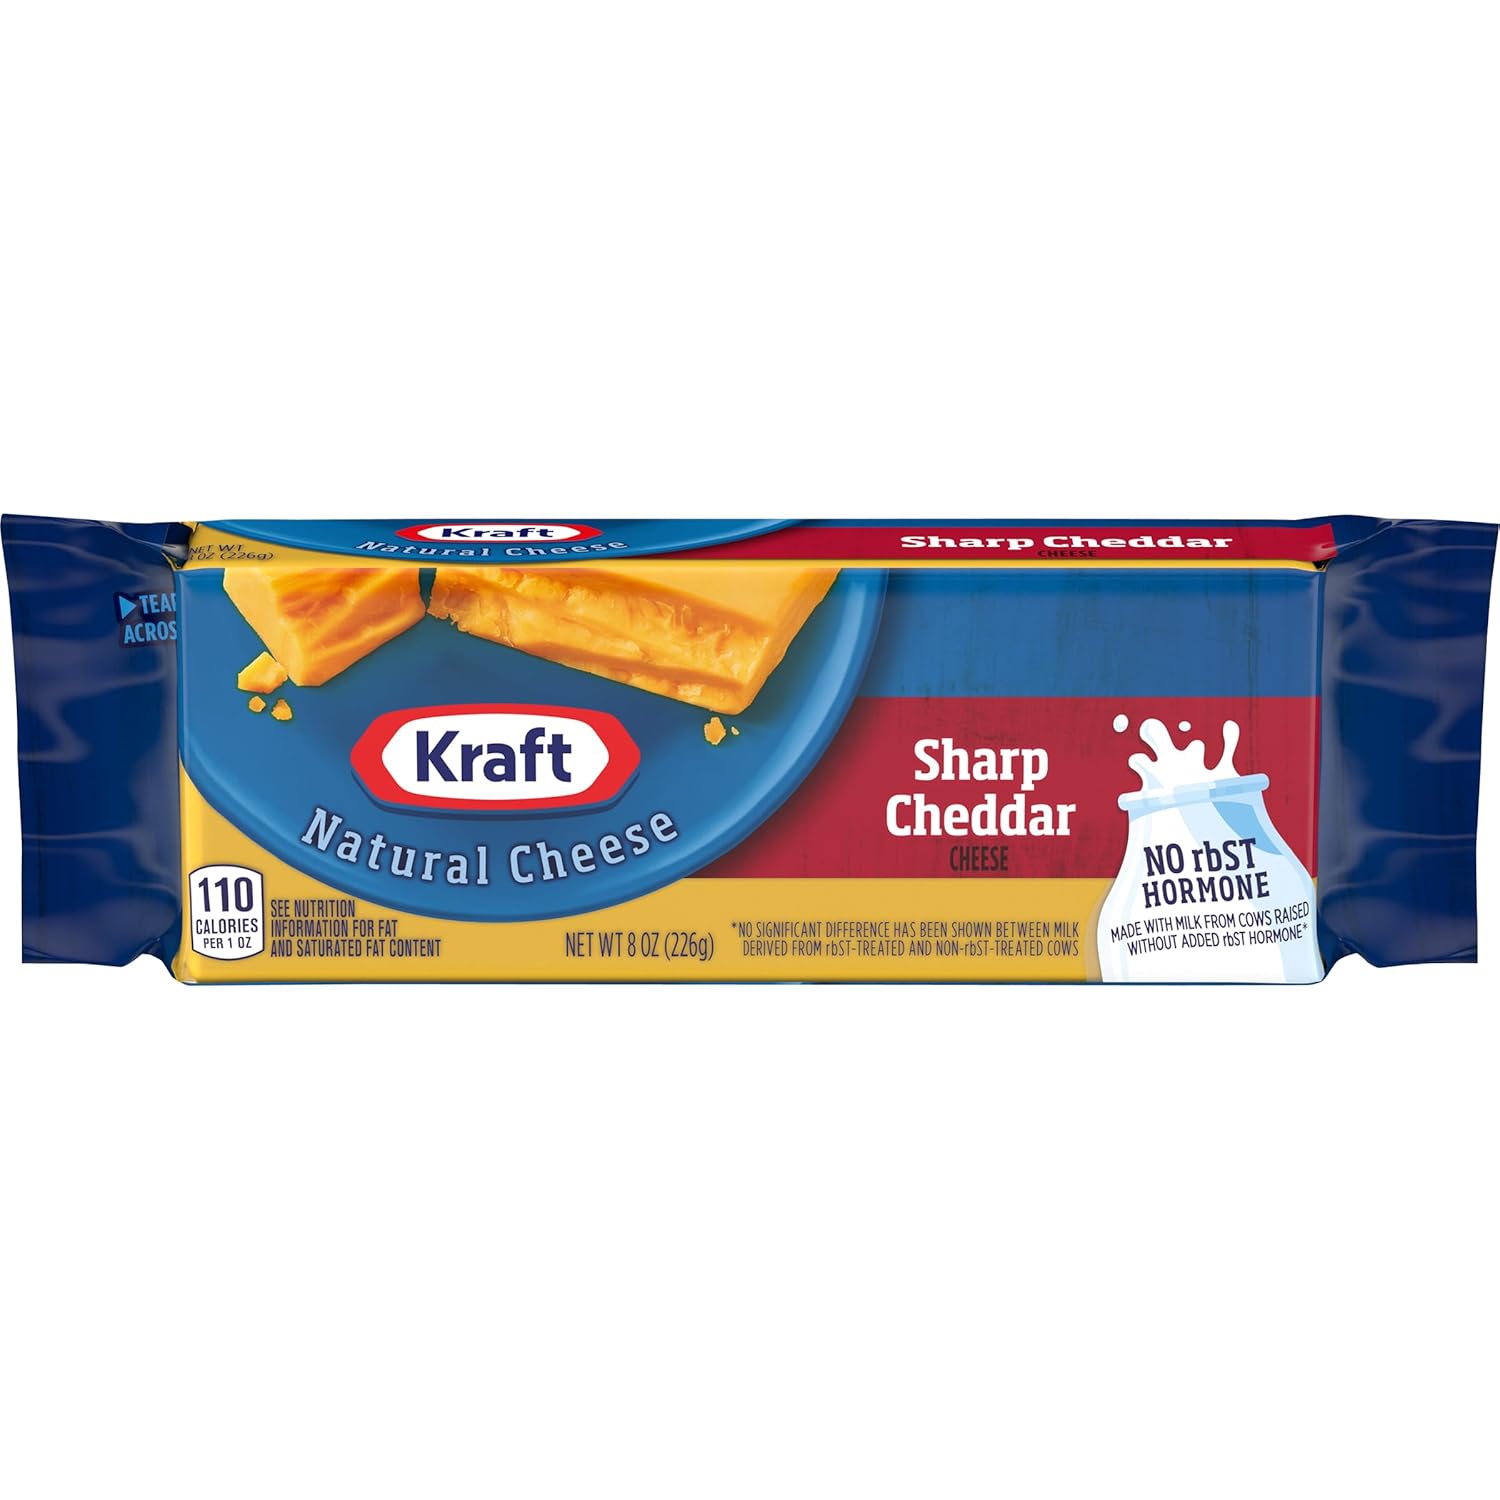 Kraft
Natural Cheese
NET WT
8 OZ (226g)
Sharp Cheddar
CHEESE
Kraft
Natural Cheese
Sharp
Cheddar
CHEESE
NO rbST
HORMONE
MADE WITH MILK FROM COWS RAISED
WITHOUT ADDED rbST HORMONE*
110
CALORIES
PER 1 OZ
SEE NUTRITION
INFORMATION FOR FAT
AND SATURATED FAT CONTENT
NET WT 8 OZ (226g)
*NO SIGNIFICANT DIFFERENCE HAS BEEN SHOWN BETWEEN MILK
DERIVED FROM rbST-TREATED AND NON-rbST-TREATED COWS